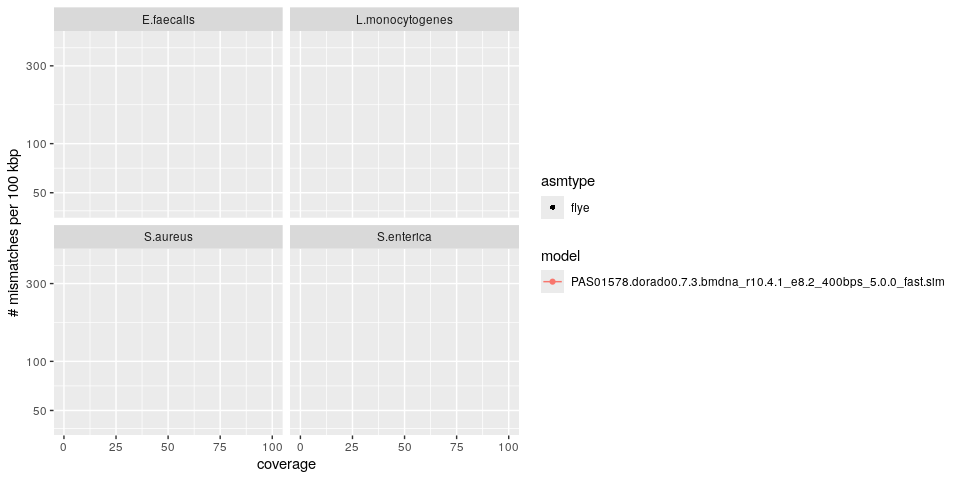 E.faecalis
L.monocytogenes
300
100
50
S.aureus
S.enterica
300
100
50
0 25 50 75 100
0 25 50 75 100
coverage
# mismatches per 100 kbp
asmtype
flye
model
PAS01578.dorado0.7.3.bmdna_r10.4.1_e8.2_400bps_5.0.0_fast.sim